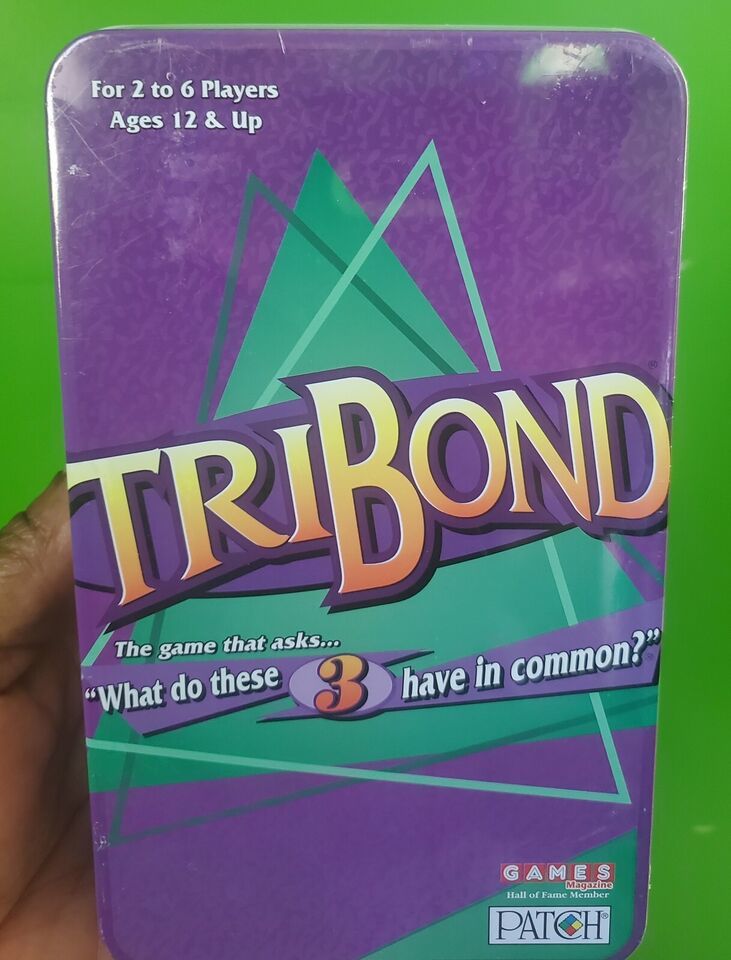 For 2 to 6 Players
Ages 12 & Up
TRIBOND®
The game that asks...
"What do these 3 have in common?"
GAMES
Magazine
Hall of Fame Member
PATCH®